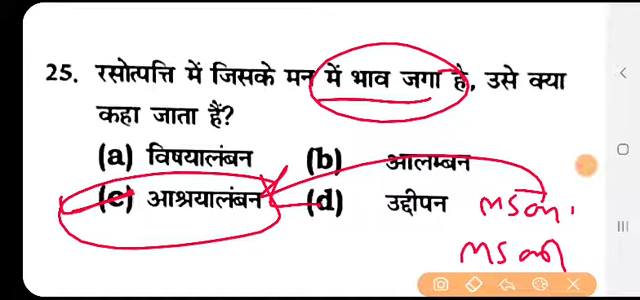 25. रसोत्पत्ति में जिसके मन में भाव जगा है, उसे क्या
कहा जाता हैं?
(a) विषयालंबन (b) आलम्बन
(c) आश्रयालंबन (d) उद्दीपन